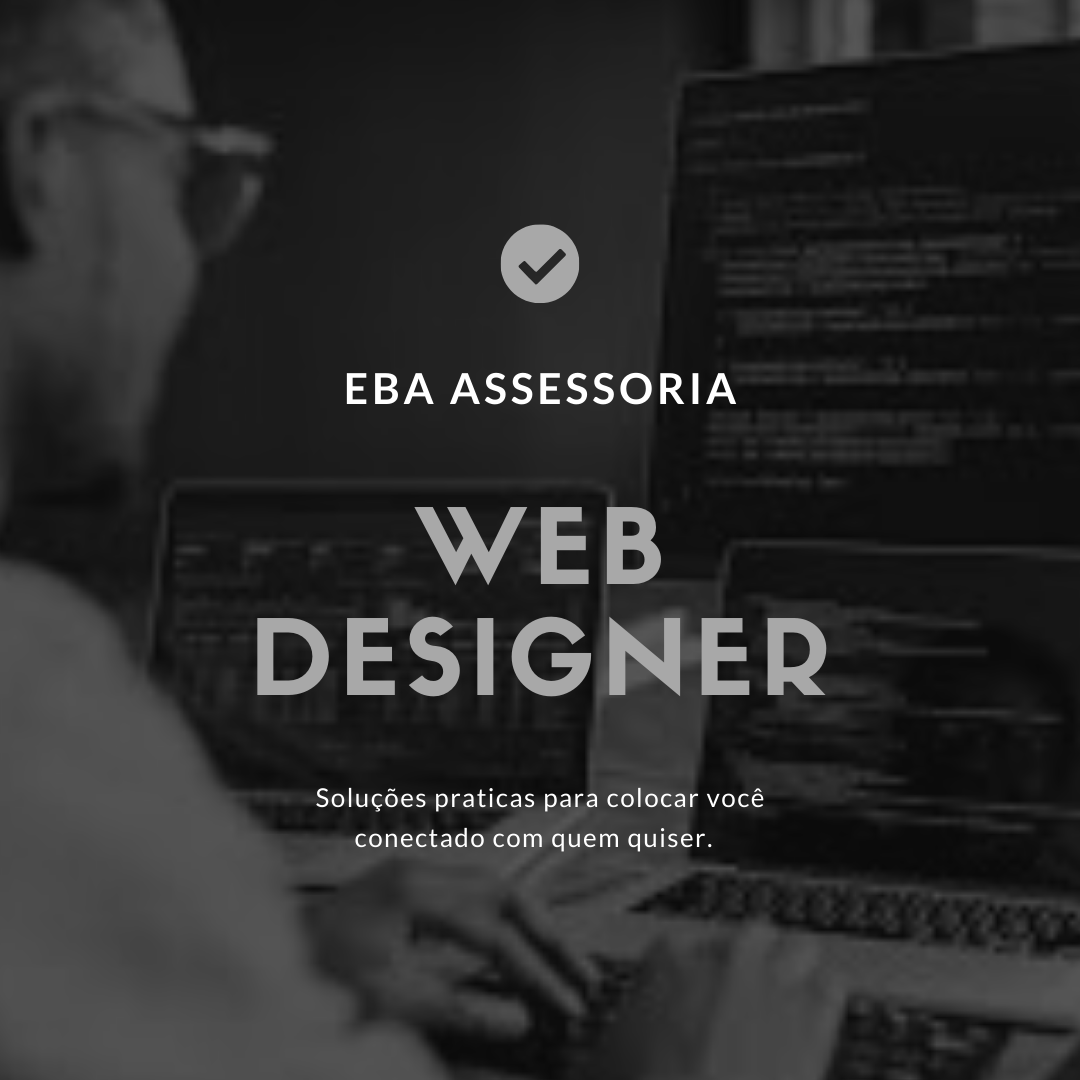 EBA ASSESSORIA
WEB
DESIGNER
Soluções praticas para colocar você
conectado com quem quiser.